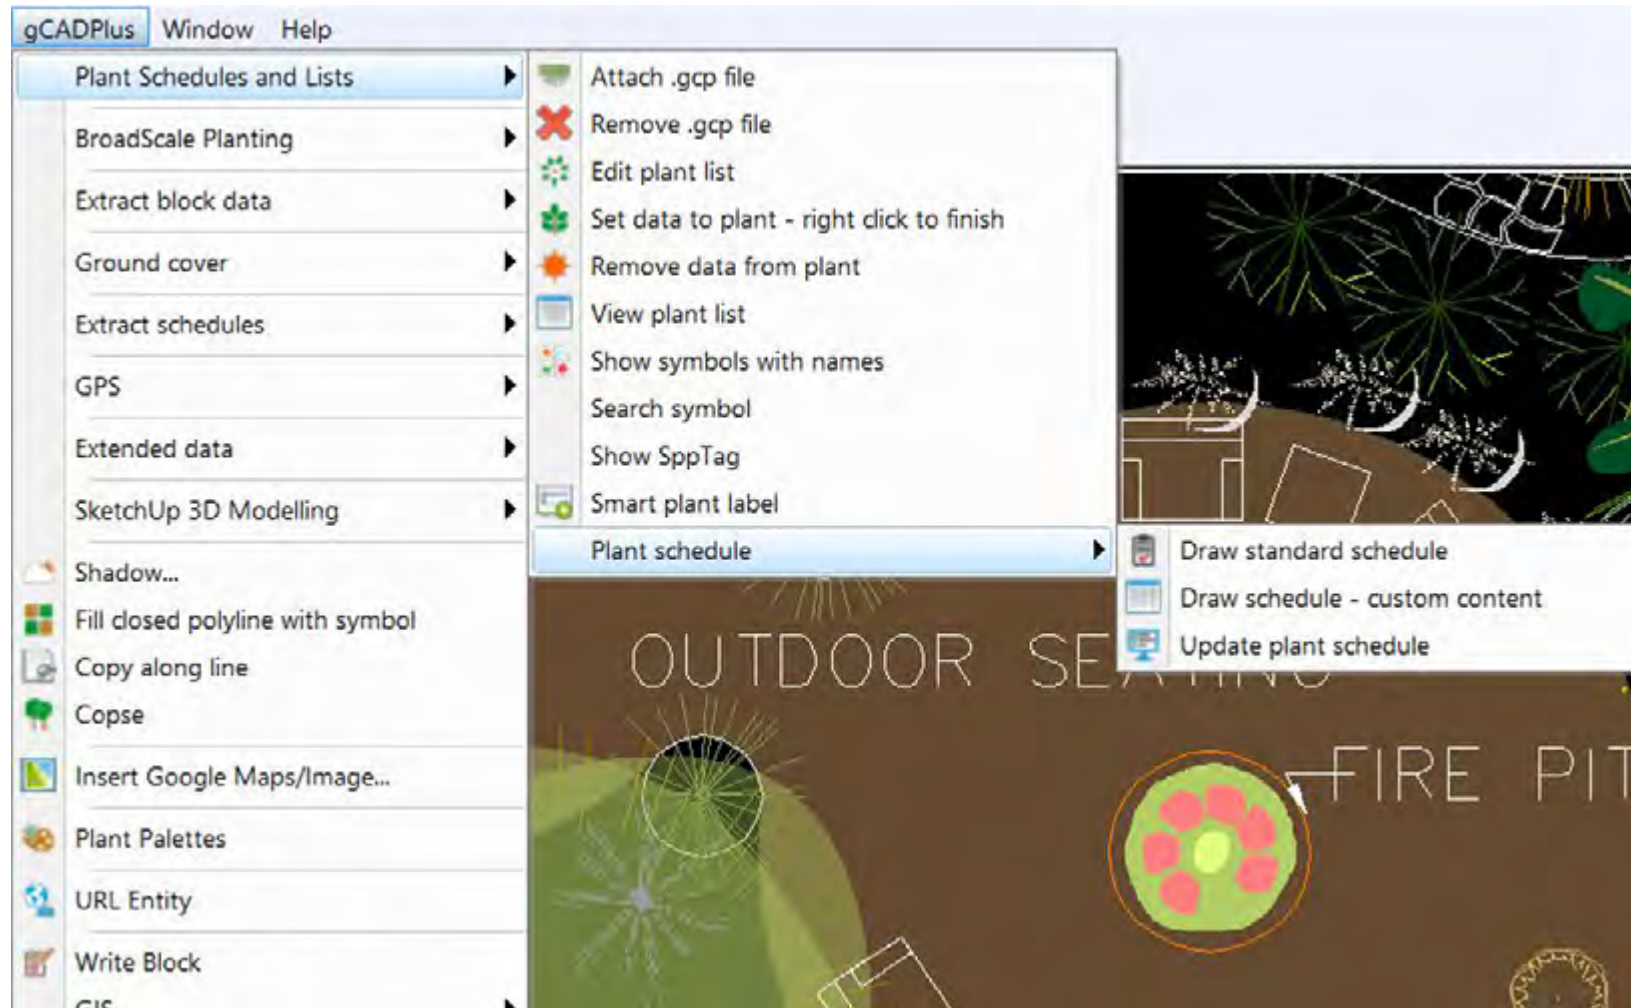 gCADPlus Window Help
Plant Schedules and Lists
BroadScale Planting
Extract block data
Ground cover
Extract schedules
GPS
Extended data
SketchUp 3D Modelling
Shadow...
Fill closed polyline with symbol
Copy along line
Copse
Insert Google Maps/Image...
Plant Palettes
URL Entity
Write Block
GIS
Attach .gcp file
Remove .gcp file
Edit plant list
Set data to plant - right click to finish
Remove data from plant
View plant list
Show symbols with names
Search symbol
Show SppTag
Smart plant label
Plant schedule
Draw standard schedule
Draw schedule - custom content
Update plant schedule
OUTDOOR SEATING
FIRE PIT